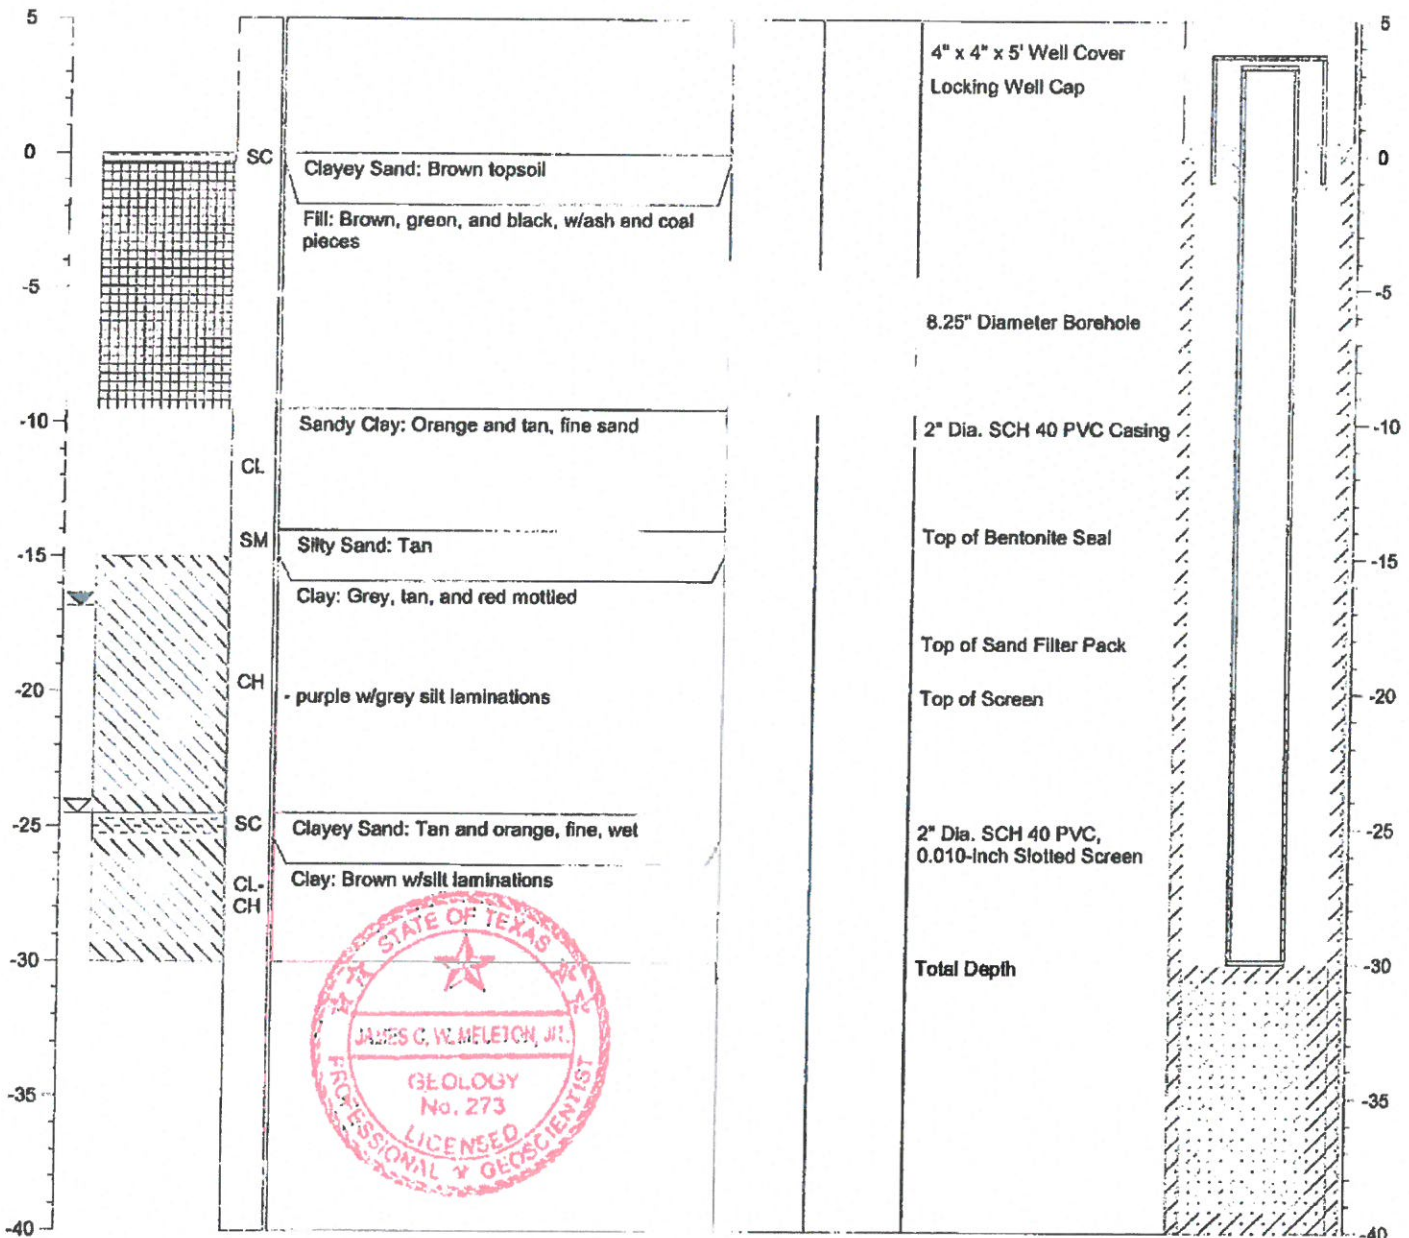 5
5
4" x 4" x 5' Well Cover
Locking Well Cap
0
SC
Clayey Sand: Brown topsoil
0
Fill: Brown, green, and black, w/ash and coal
pieces
-5
-5
8.25" Diameter Borehole
-10
Sandy Clay: Orange and tan, fine sand
2" Dia. SCH 40 PVC Casing
-10
CL
SM
Silty Sand: Tan
Top of Bentonite Seal
-15
-15
Clay: Grey, tan, and red mottled
Top of Sand Filter Pack
CH
-20
- purple w/grey silt laminations
Top of Screen
-20
-25
SC
Clayey Sand: Tan and orange, fine, wet
2" Dia. SCH 40 PVC,
0.010-inch Slotted Screen
-25
CL-
CH
Clay: Brown w/silt laminations
-30
Total Depth
-30
STATE OF TEXAS
JAMES C. W. MELETON, JR.
GEOLOGY
No. 273
LICENSED
PROFESSIONAL GEOSCIENTIST
-35
-35
-40
-40